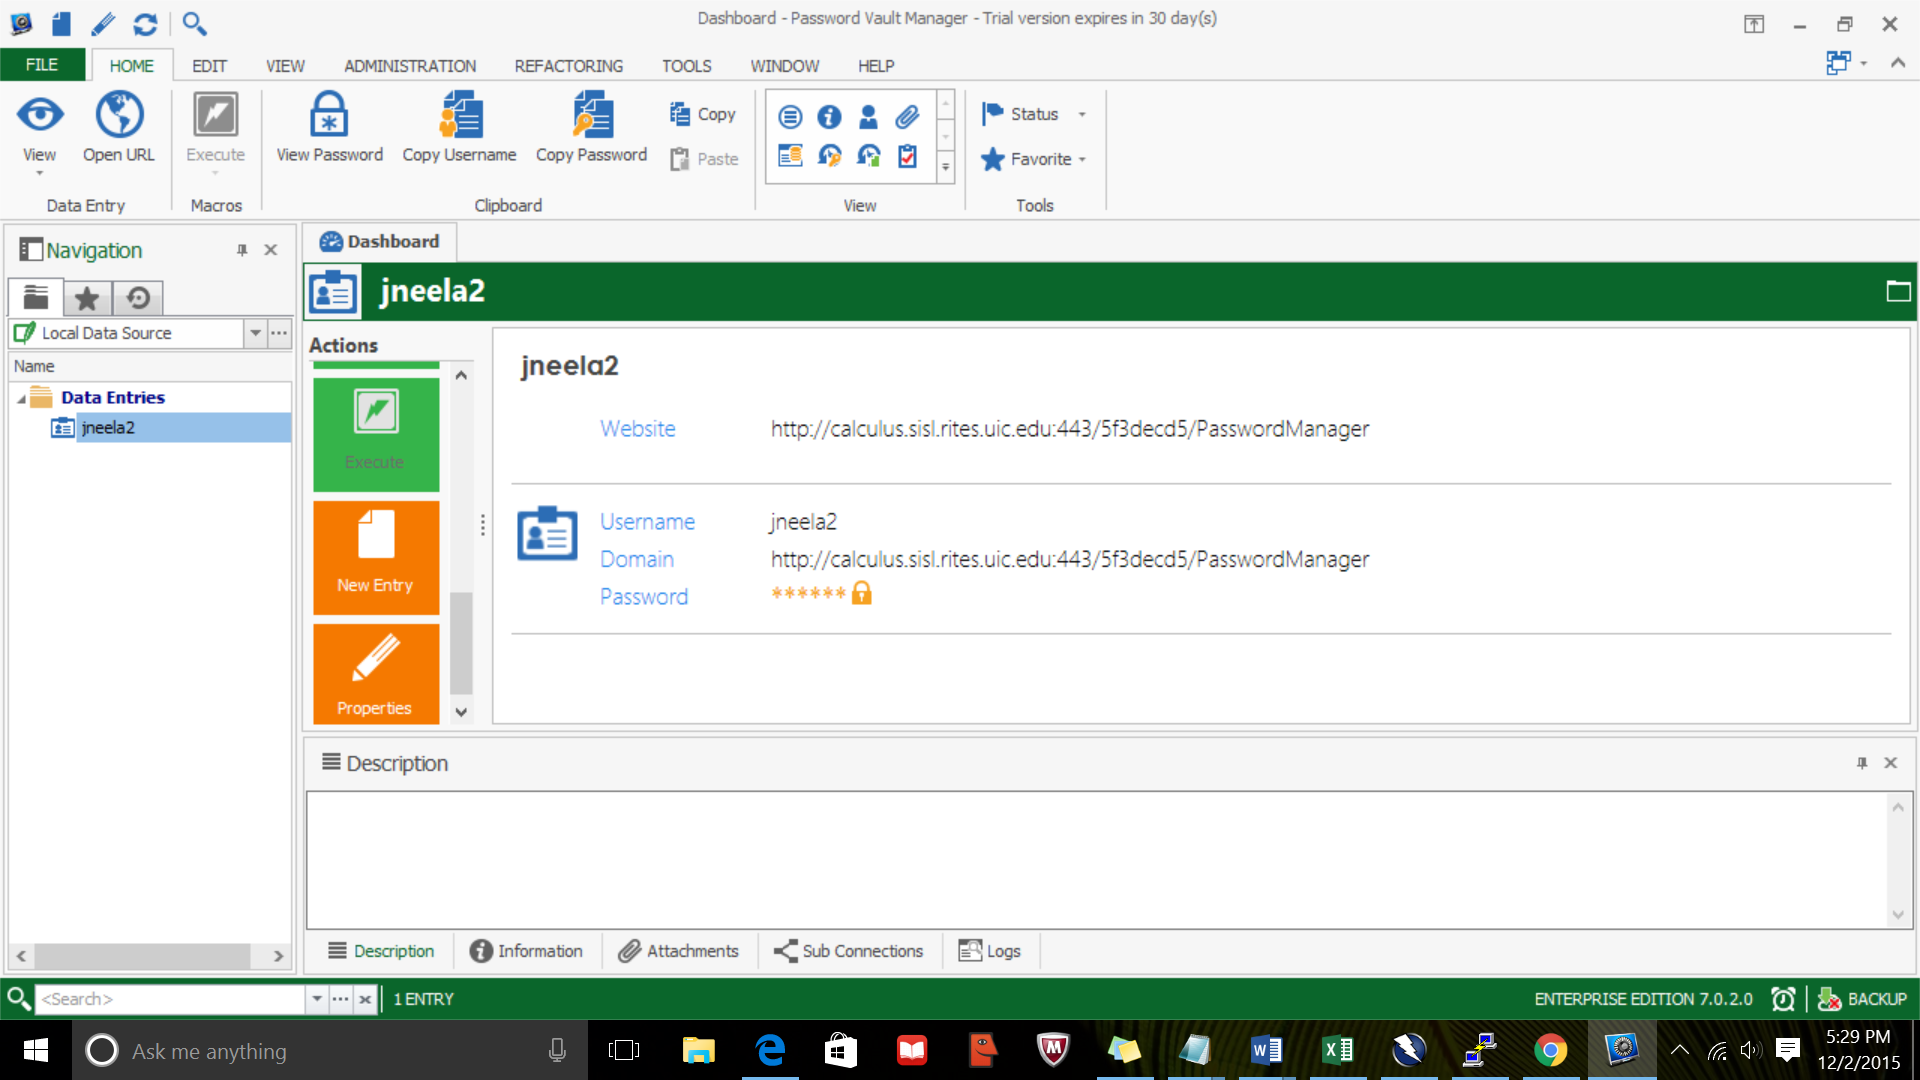 Dashboard - Password Vault Manager - Trial version expires in 30 day(s)
FILE HOME EDIT VIEW ADMINISTRATION REFACTORING TOOLS WINDOW HELP
View Open URL Execute View Password Copy Username Copy Password Copy Paste Status Favorite
Data Entry Macros Clipboard View Tools
Navigation
Dashboard
jneela2
Local Data Source
Name
Data Entries
jneela2
Actions
Execute
New Entry
Properties
jneela2
Website http://calculus.sisl.rites.uic.edu:443/5f3decd5/PasswordManager
Username jneela2
Domain http://calculus.sisl.rites.uic.edu:443/5f3decd5/PasswordManager
Password ******
Description
Description Information Attachments Sub Connections Logs
<Search> 1 ENTRY ENTERPRISE EDITION 7.0.2.0 BACKUP
Ask me anything
5:29 PM
12/2/2015